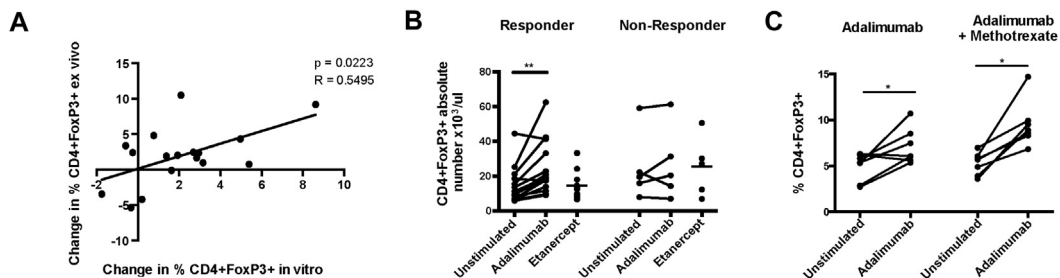 A
p = 0.0223
R = 0.5495
Change in % CD4+FoxP3+ ex vivo
15
10
5
-5
-10
-2
0
2
4
6
8
10
Change in % CD4+FoxP3+ in vitro
B
Responder
Non-Responder
**
CD4+FoxP3+ absolute
number x10³/ul
80
60
40
20
0
Unstimulated
Adalimumab
Etanercept
Unstimulated
Adalimumab
Etanercept
C
Adalimumab
Adalimumab
+ Methotrexate
*
*
% CD4+FoxP3+
15
10
5
0
Unstimulated
Adalimumab
Unstimulated
Adalimumab